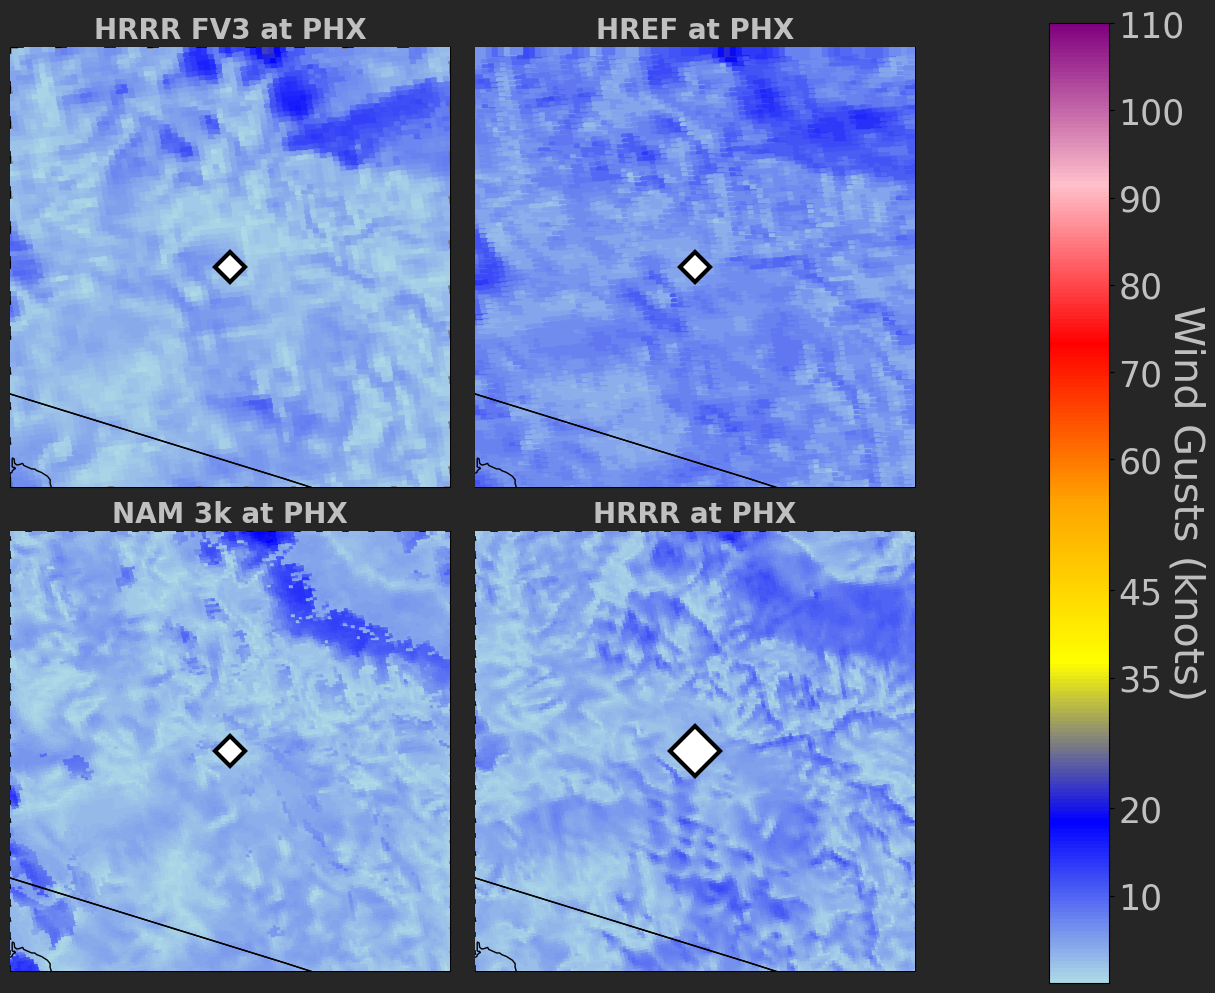 HRRR FV3 at PHX
HREF at PHX
NAM 3k at PHX
HRRR at PHX
110
100
90
80
70
60
45
35
20
10
Wind Gusts (knots)